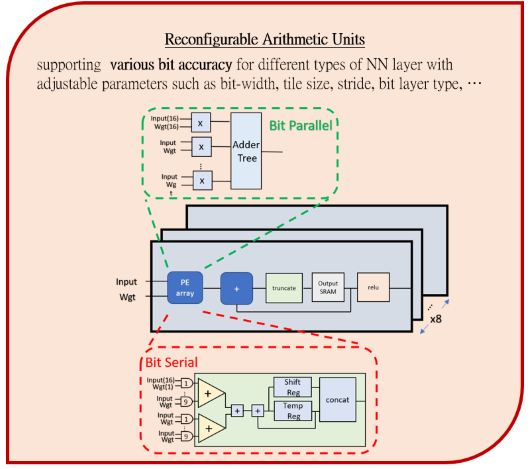 Reconfigurable Arithmetic Units
supporting various bit accuracy for different types of NN layer with
adjustable parameters such as bit-width, tile size, stride, bit layer type, …
Input(16)
Wgt(16)
x
Input
Wgt
x
⋮
Input
Wg
t
x
Adder
Tree
Bit Parallel
Input
Wgt
PE
array
+
truncate
Output
SRAM
relu
…
x8
Bit Serial
Input(16)
Wgt(1)
1
Input
Wgt
9
Input
Wgt
1
Input
Wgt
9
+
+
+
+
Shift
Reg
Temp
Reg
concat